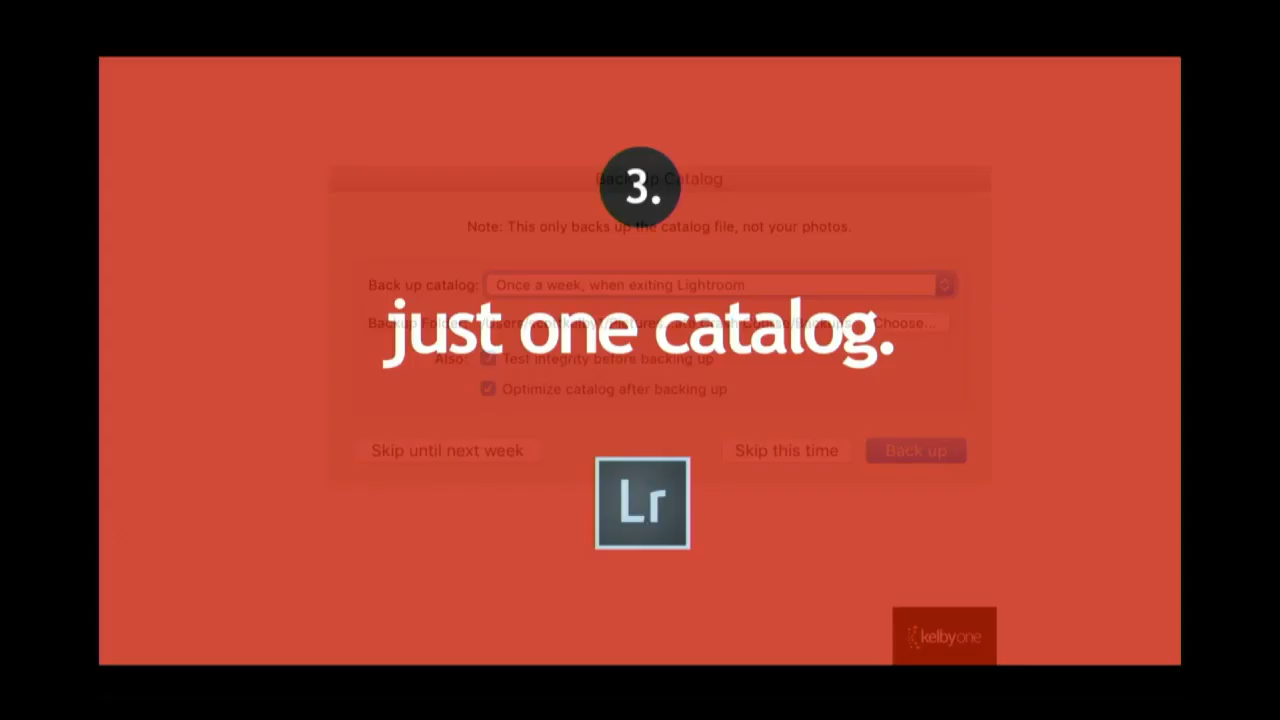 3.
Back up Catalog
Note: This only backs up the catalog file, not your photos.
Back up catalog: Once a week, when exiting Lightroom
just one catalog.
Backup Folder: Choose...
Also: Test integrity before backing up
Optimize catalog after backing up
Skip until next week Skip this time Back up
Lr
kelbyone